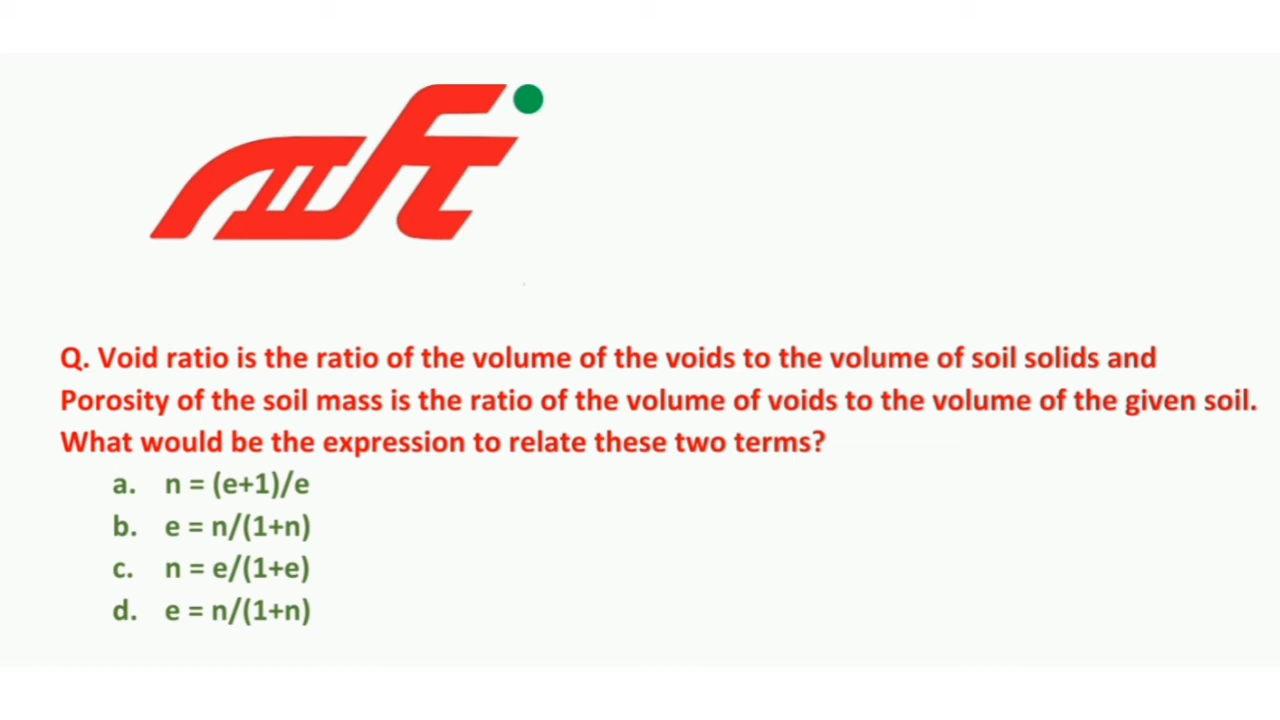 Q. Void ratio is the ratio of the volume of the voids to the volume of soil solids and
Porosity of the soil mass is the ratio of the volume of voids to the volume of the given soil.
What would be the expression to relate these two terms?
a. n = (e+1)/e
b. e = n/(1+n)
c. n = e/(1+e)
d. e = n/(1+n)